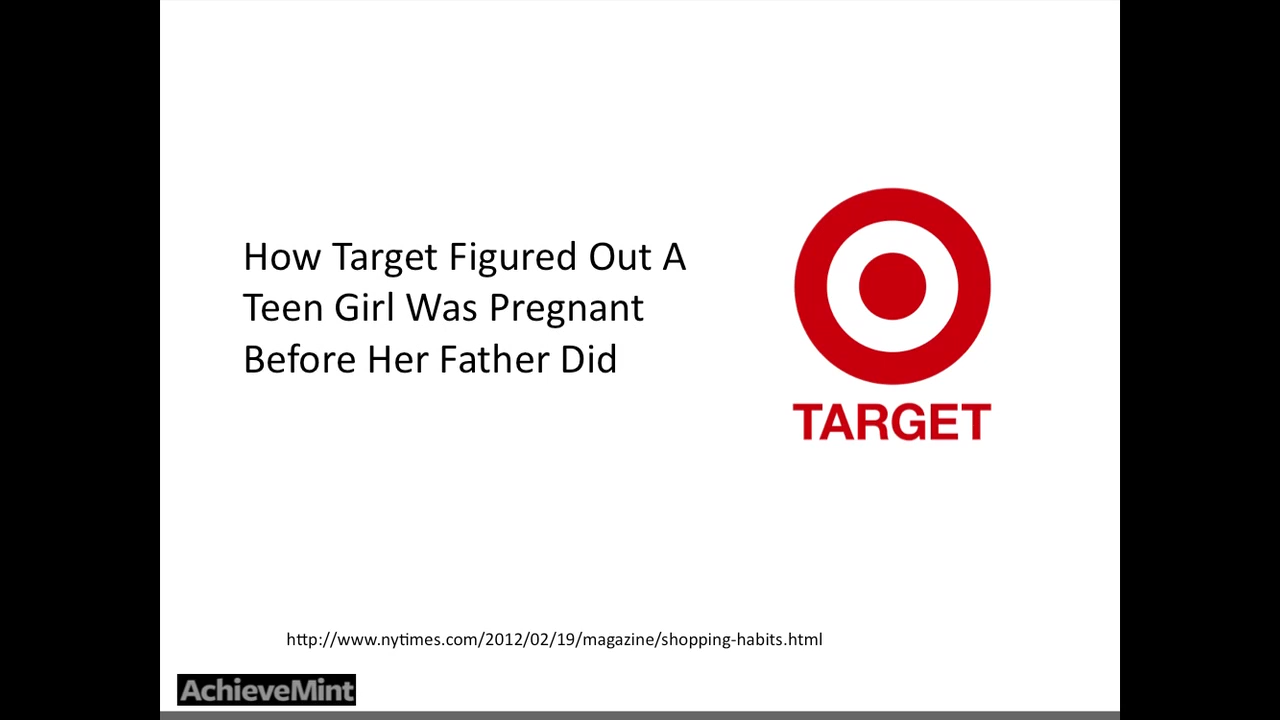 How Target Figured Out A
Teen Girl Was Pregnant
Before Her Father Did
TARGET
http://www.nytimes.com/2012/02/19/magazine/shopping-habits.html
AchieveMint